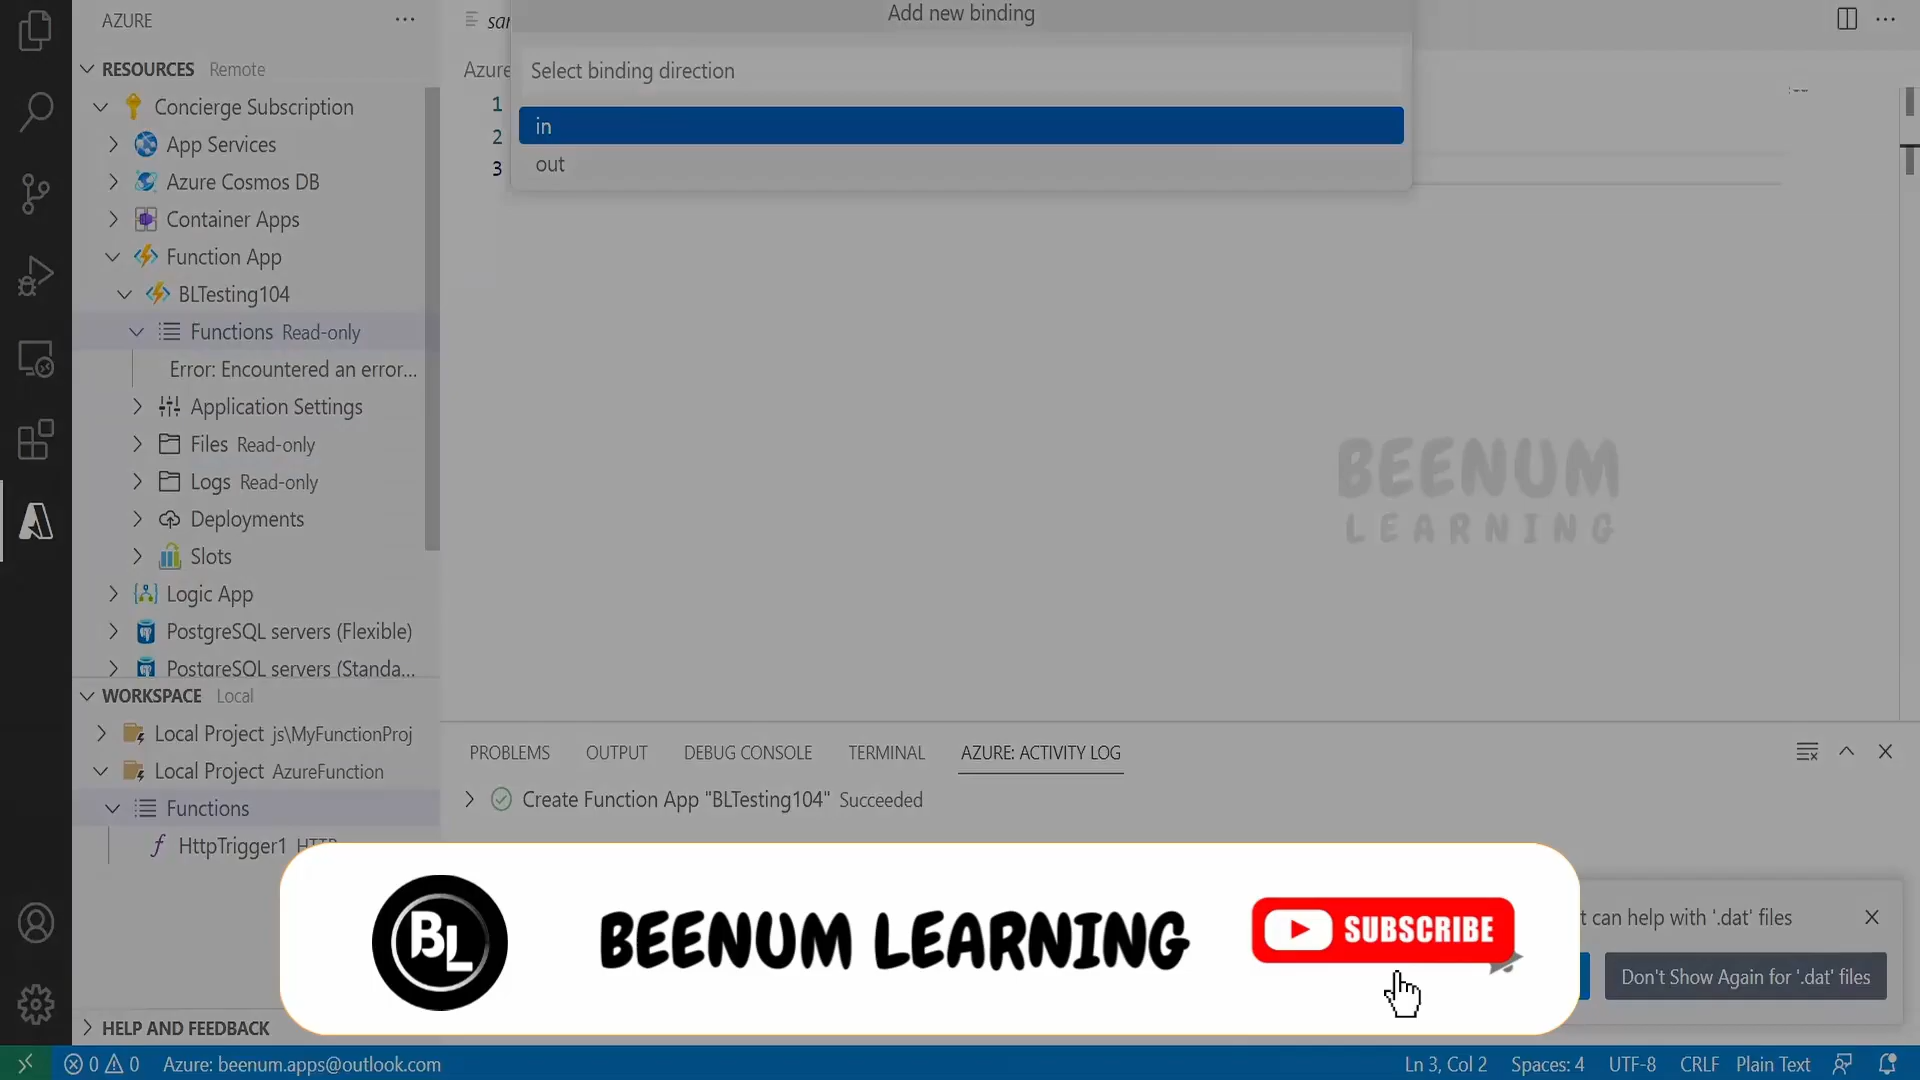 AZURE
RESOURCES Remote
Concierge Subscription
App Services
Azure Cosmos DB
Container Apps
Function App
BLTesting104
Functions Read-only
Error: Encountered an error...
Application Settings
Files Read-only
Logs Read-only
Deployments
Slots
Logic App
PostgreSQL servers (Flexible)
PostgreSQL servers (Standa...
WORKSPACE Local
Local Project js\MyFunctionProj
Local Project AzureFunction
Functions
HttpTrigger1 HTTP
HELP AND FEEDBACK
Add new binding
Select binding direction
in
out
Azure
1
2
3
BEENUM
LEARNING
PROBLEMS OUTPUT DEBUG CONSOLE TERMINAL AZURE: ACTIVITY LOG
Create Function App "BLTesting104" Succeeded
t can help with '.dat' files
Don't Show Again for '.dat' files
BL BEENUM LEARNING SUBSCRIBE
0 0 Azure: beenum.apps@outlook.com Ln 3, Col 2 Spaces: 4 UTF-8 CRLF Plain Text